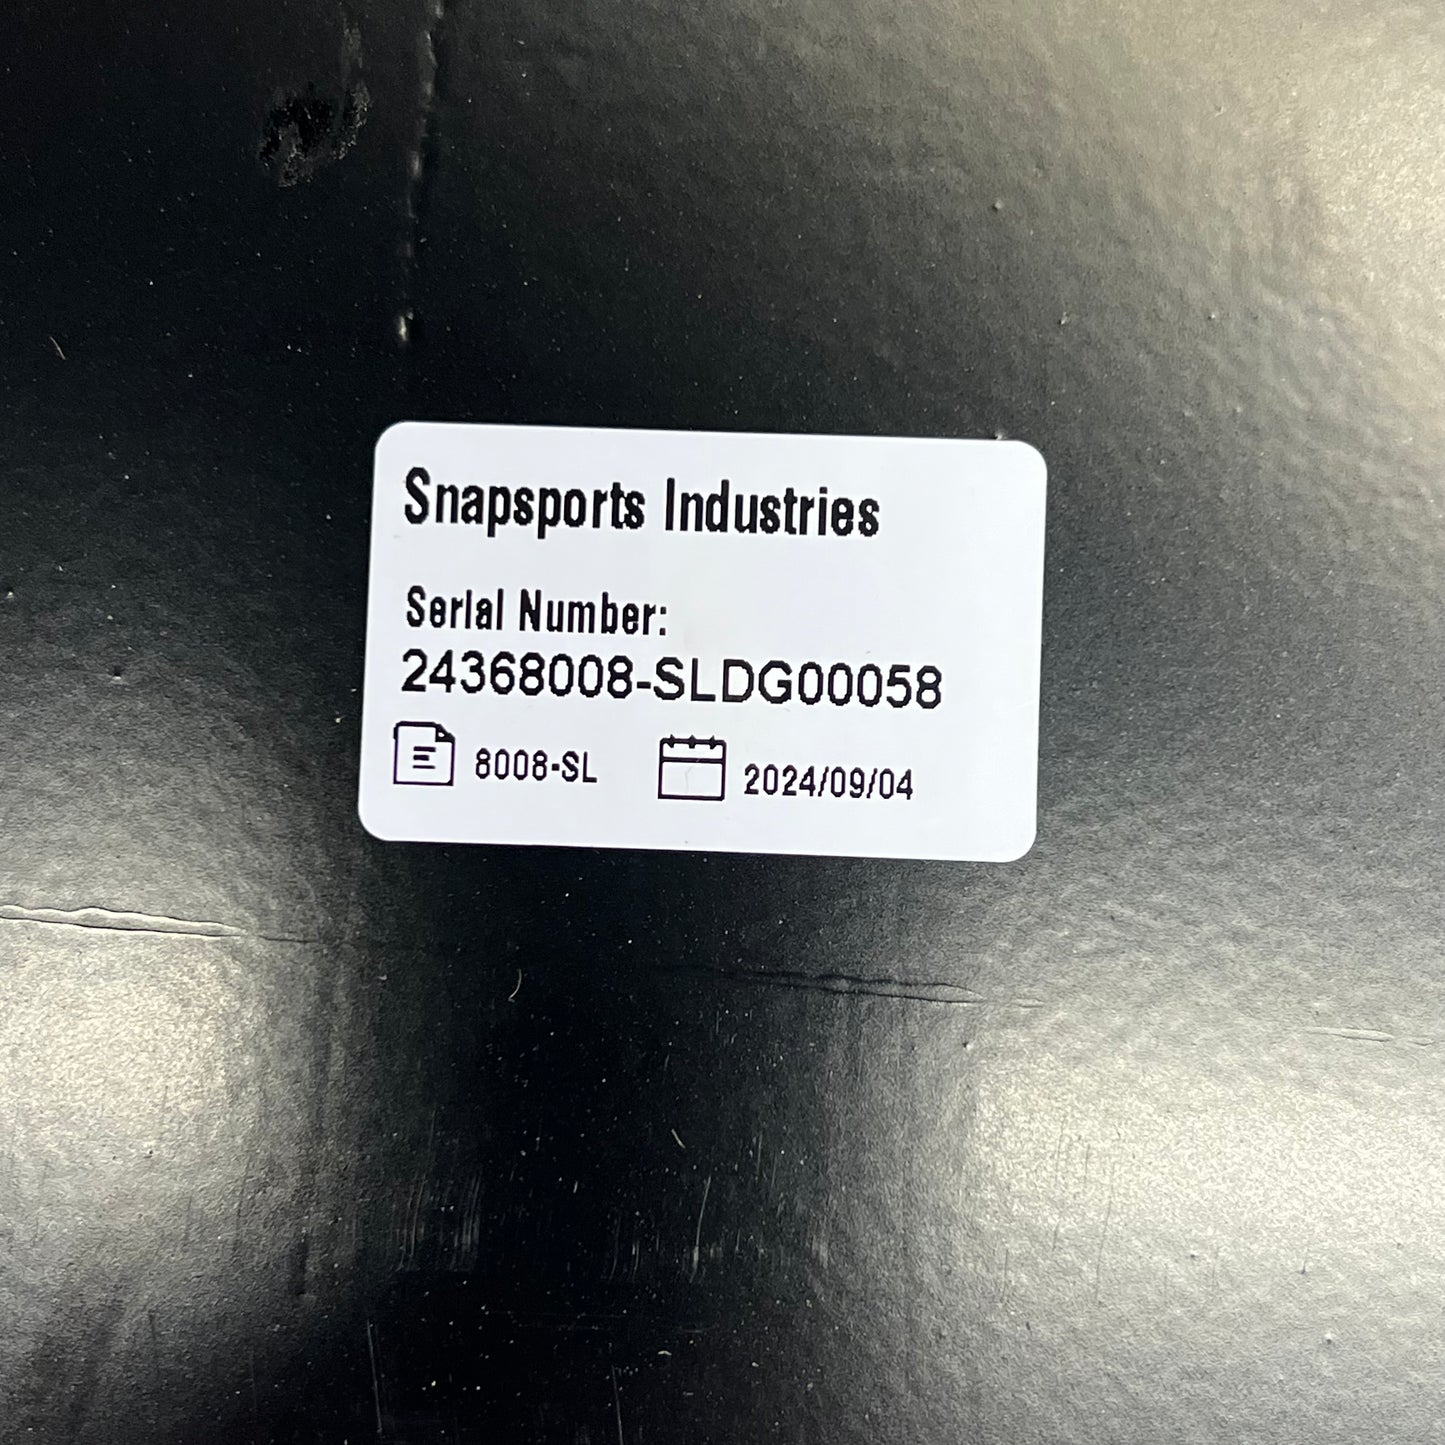 Snapsports Industries
Serial Number:
24368008-SLDG00058
8008-SL 2024/09/04